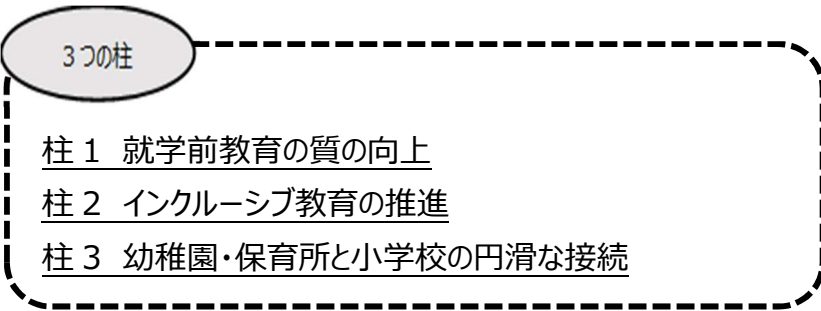 3つの柱
柱1 就学前教育の質の向上
柱2 インクルーシブ教育の推進
柱3 幼稚園・保育所と小学校の円滑な接続